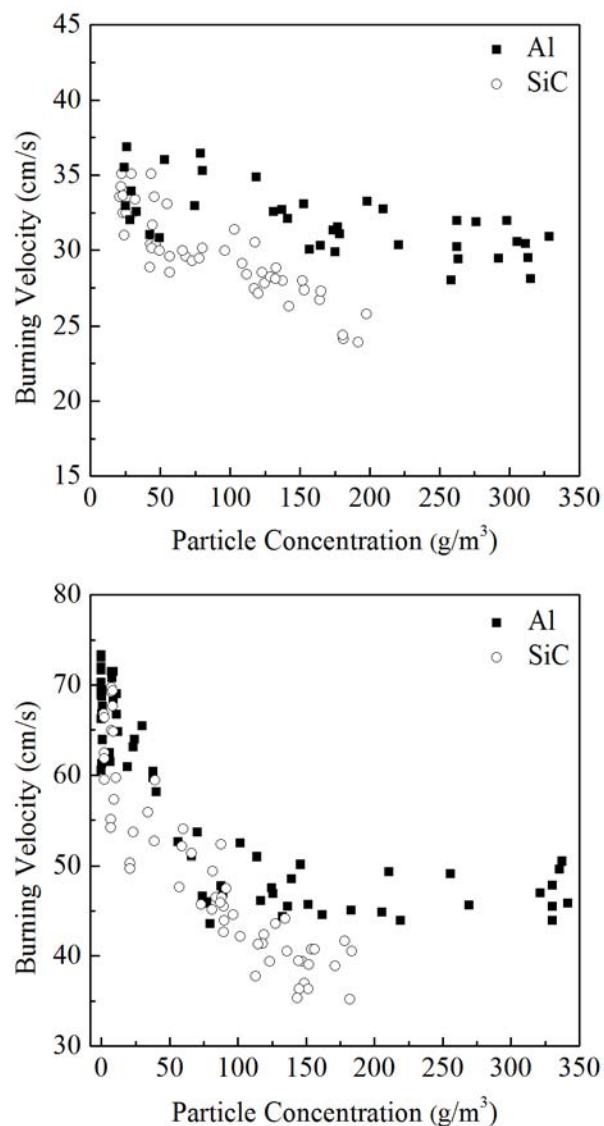 45
40
35
30
25
20
15
Burning Velocity (cm/s)
Al
SiC
0 50 100 150 200 250 300 350
Particle Concentration (g/m³)
80
70
60
50
40
30
Burning Velocity (cm/s)
Al
SiC
0 50 100 150 200 250 300 350
Particle Concentration (g/m³)